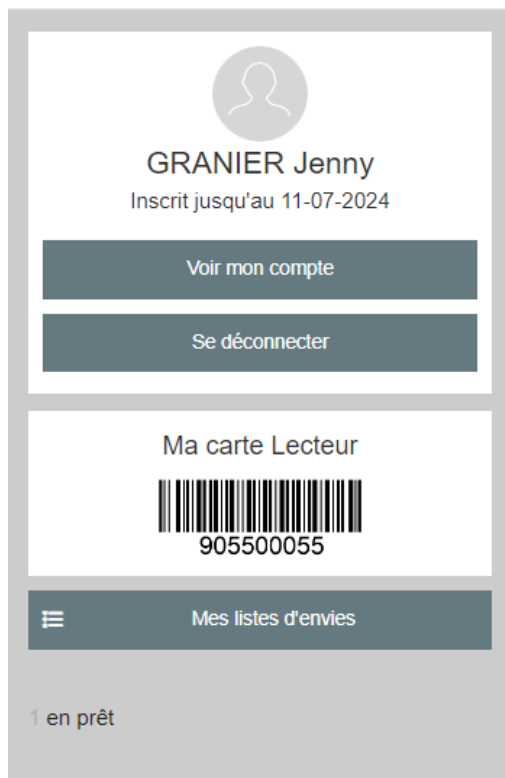 GRANIER Jenny
Inscrit jusqu'au 11-07-2024
Voir mon compte
Se déconnecter
Ma carte Lecteur
905500055
Mes listes d'envies
1 en prêt